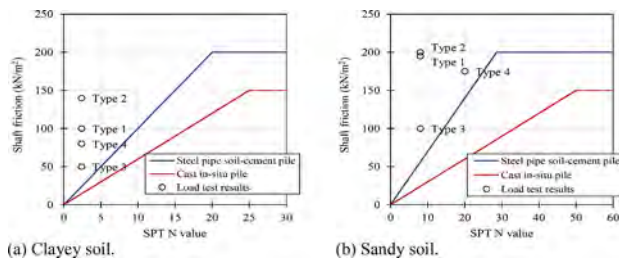 250
200
150
100
50
0
Shaft friction (kN/m²)
Type 2
Type 1
Type 4
Type 3
Steel pipe soil-cement pile
Cast in-situ pile
Load test results
0 5 10 15 20 25 30
SPT N value
(a) Clayey soil.
250
200
150
100
50
0
Shaft friction (kN/m²)
Type 2
Type 1
Type 4
Type 3
Steel pipe soil-cement pile
Cast in-situ pile
Load test results
0 10 20 30 40 50 60
SPT N value
(b) Sandy soil.